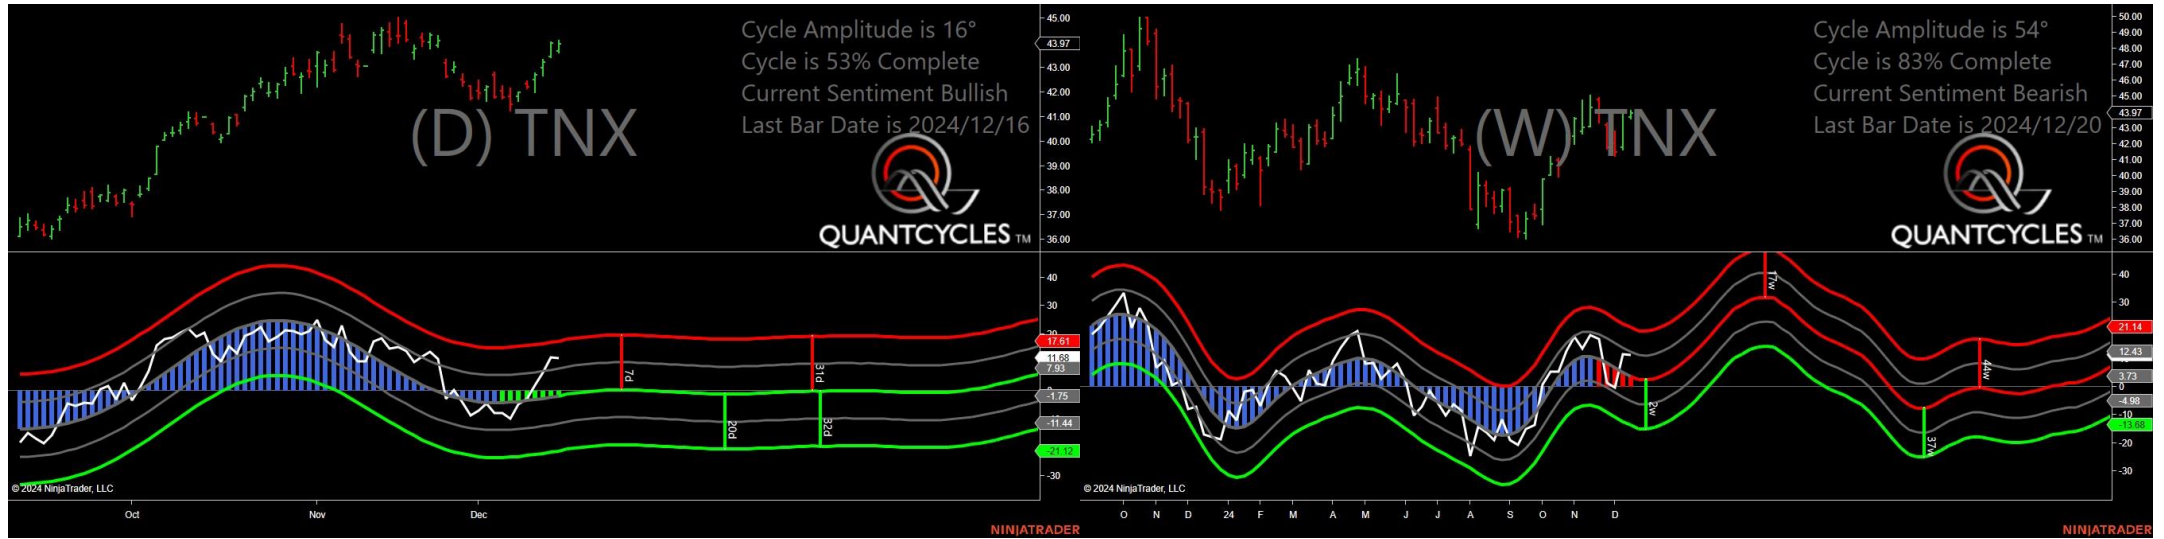 Cycle Amplitude is 16°
Cycle is 53% Complete
Current Sentiment Bullish
Last Bar Date is 2024/12/16
(D) TNX
QUANTCYCLES TM
45.00
43.97
43.00
42.00
41.00
40.00
39.00
38.00
37.00
36.00
40
30
17.61
11.68
7.93
-1.75
-11.44
-21.12
-30
7d
31d
20d
32d
© 2024 NinjaTrader, LLC
Oct
Nov
Dec
NINJATRADER
Cycle Amplitude is 54°
Cycle is 83% Complete
Current Sentiment Bearish
Last Bar Date is 2024/12/20
(W) TNX
QUANTCYCLES TM
50.00
49.00
48.00
47.00
46.00
45.00
43.97
43.00
42.00
41.00
40.00
39.00
38.00
37.00
36.00
40
30
21.14
12.43
3.73
0
-4.98
-10
-13.68
-20
-30
17w
44w
2w
37w
© 2024 NinjaTrader, LLC
O N D 24 F M A M J J A S O N D
NINJATRADER